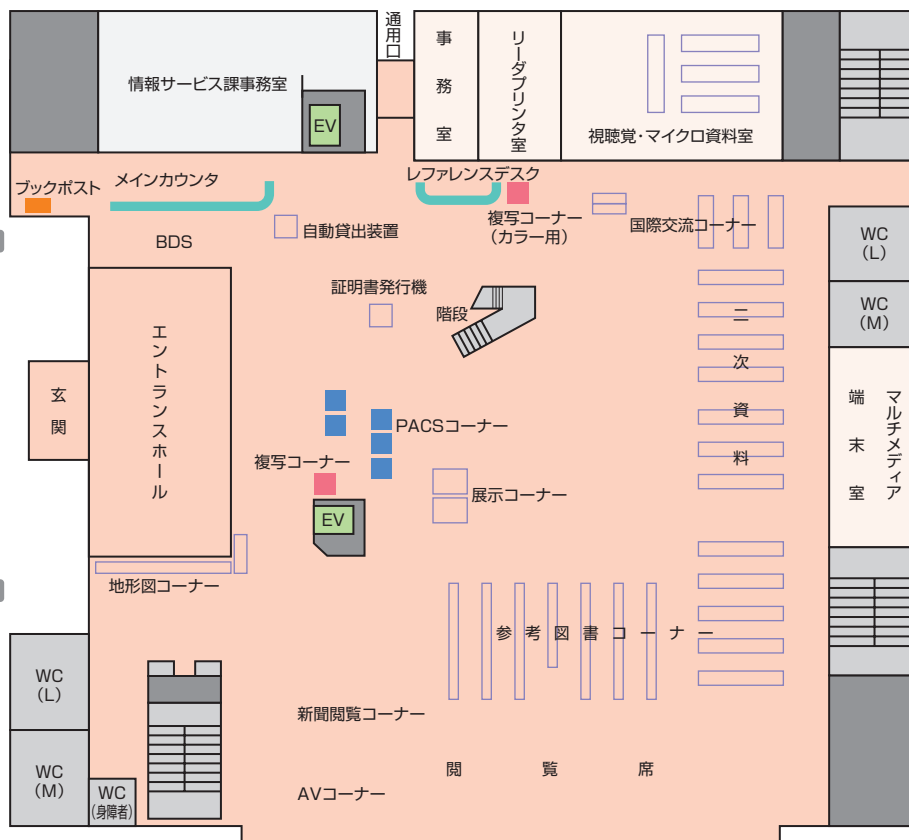 通用口
情報サービス課事務室
事務室
リーダプリンタ室
視聴覚・マイクロ資料室
EV
ブックポスト
メインカウンタ
レファレンスデスク
複写コーナー
（カラー用）
国際交流コーナー
BDS
自動貸出装置
WC
(L)
証明書発行機
階段
WC
(M)
エントランスホール
二次資料
玄関
マルチメディア
端末室
PACSコーナー
複写コーナー
展示コーナー
EV
地形図コーナー
参考図書コーナー
WC
(L)
新聞閲覧コーナー
WC
(M)
閲覧席
WC
(身障者)
AVコーナー